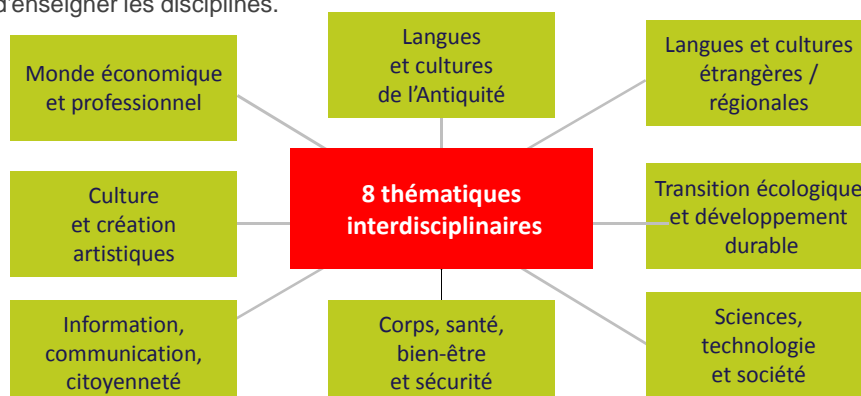 d'enseigner les disciplines.
Langues
et cultures
de l'Antiquité
Monde économique
et professionnel
Langues et cultures
étrangères /
régionales
Culture
et création
artistiques
8 thématiques
interdisciplinaires
Transition écologique
et développement
durable
Information,
communication,
citoyenneté
Corps, santé,
bien-être
et sécurité
Sciences,
technologie
et société